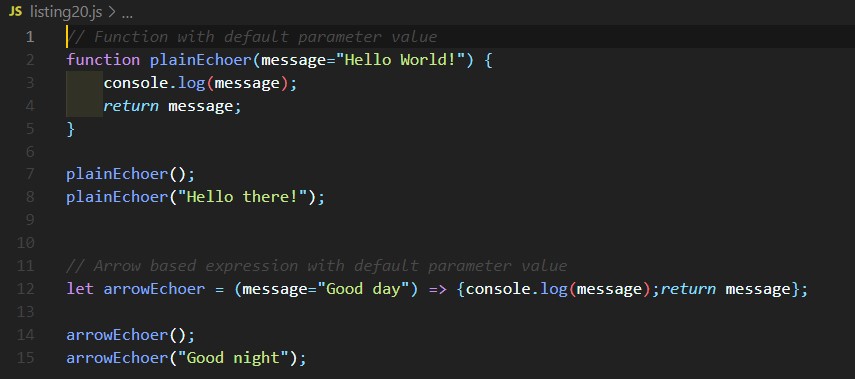 JS listing20.js > ...
1 // Function with default parameter value
2 function plainEchoer(message="Hello World!") {
3     console.log(message);
4     return message;
5 }
6
7 plainEchoer();
8 plainEchoer("Hello there!");
9
10
11 // Arrow based expression with default parameter value
12 let arrowEchoer = (message="Good day") => {console.log(message);return message};
13
14 arrowEchoer();
15 arrowEchoer("Good night");